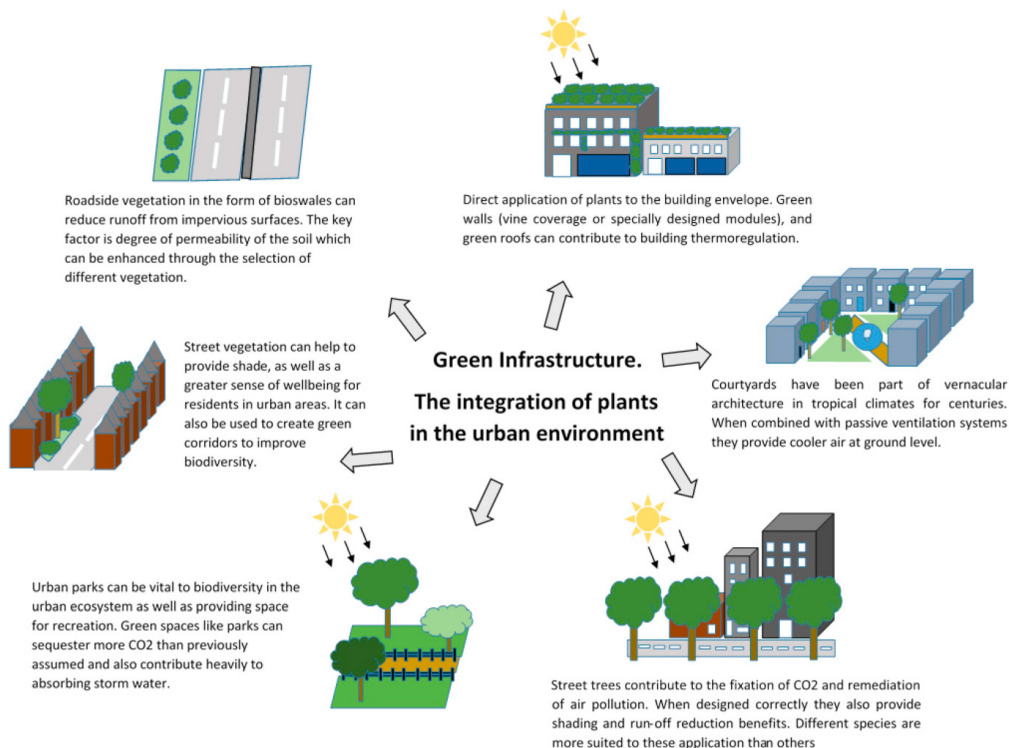 Roadside vegetation in the form of bioswales can
reduce runoff from impervious surfaces. The key
factor is degree of permeability of the soil which
can be enhanced through the selection of
different vegetation.
Direct application of plants to the building envelope. Green
walls (vine coverage or specially designed modules), and
green roofs can contribute to building thermoregulation.
Street vegetation can help to
provide shade, as well as a
greater sense of wellbeing for
residents in urban areas. It can
also be used to create green
corridors to improve
biodiversity.
Green Infrastructure.
The integration of plants
in the urban environment
Courtyards have been part of vernacular
architecture in tropical climates for centuries.
When combined with passive ventilation systems
they provide cooler air at ground level.
Urban parks can be vital to biodiversity in the
urban ecosystem as well as providing space
for recreation. Green spaces like parks can
sequester more CO2 than previously
assumed and also contribute heavily to
absorbing storm water.
Street trees contribute to the fixation of CO2 and remediation
of air pollution. When designed correctly they also provide
shading and run-off reduction benefits. Different species are
more suited to these application than others